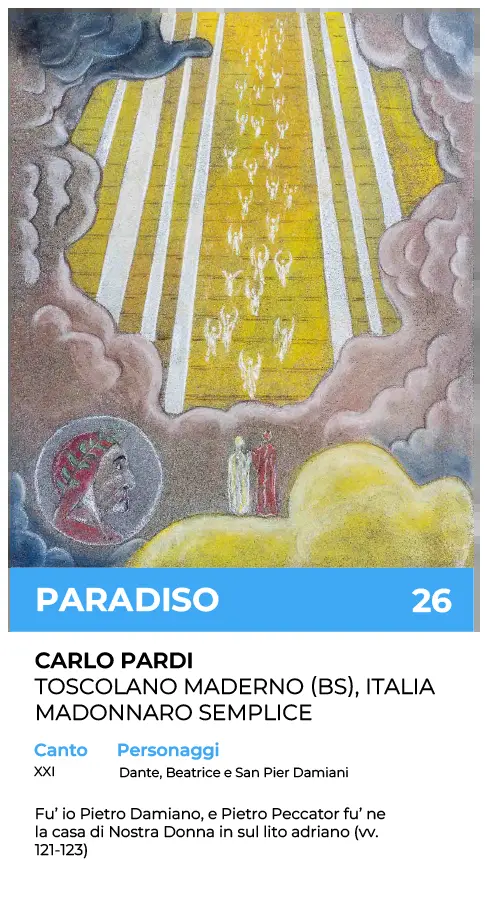 PARADISO 26
CARLO PARDI
TOSCOLANO MADERNO (BS), ITALIA
MADONNARO SEMPLICE
Canto Personaggi
XXI Dante, Beatrice e San Pier Damiani
Fu’ io Pietro Damiano, e Pietro Peccator fu’ ne
la casa di Nostra Donna in sul lito adriano (vv.
121-123)